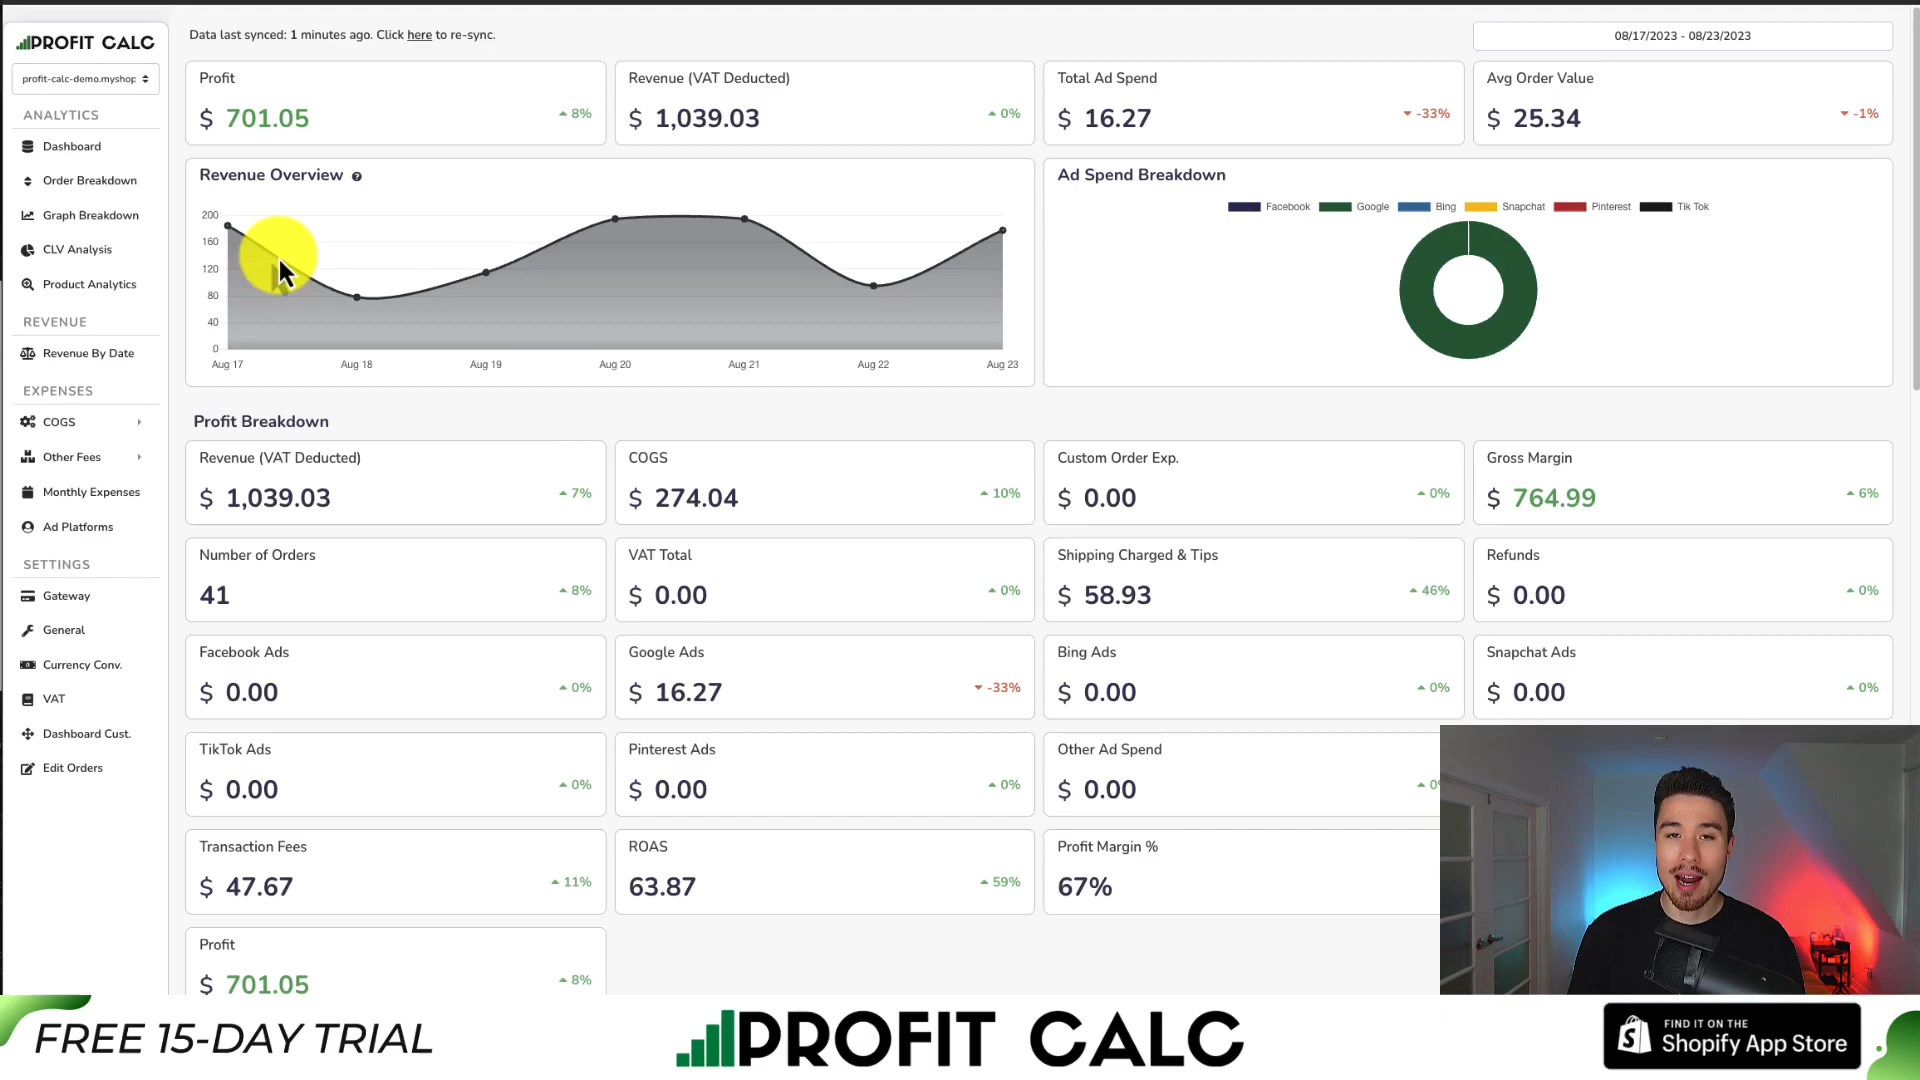 PROFIT CALC
profit-calc-demo.myshop
ANALYTICS
Dashboard
Order Breakdown
Graph Breakdown
CLV Analysis
Product Analytics
REVENUE
Revenue By Date
EXPENSES
COGS
Other Fees
Monthly Expenses
Ad Platforms
SETTINGS
Gateway
General
Currency Conv.
VAT
Dashboard Cust.
Edit Orders
Data last synced: 1 minutes ago. Click here to re-sync.
08/17/2023 - 08/23/2023
Profit
$ 701.05 8%
Revenue (VAT Deducted)
$ 1,039.03 0%
Total Ad Spend
$ 16.27 -33%
Avg Order Value
$ 25.34 -1%
Revenue Overview
200
160
120
80
40
0
Aug 17 Aug 18 Aug 19 Aug 20 Aug 21 Aug 22 Aug 23
Ad Spend Breakdown
Facebook Google Bing Snapchat Pinterest Tik Tok
Profit Breakdown
Revenue (VAT Deducted)
$ 1,039.03 7%
COGS
$ 274.04 10%
Custom Order Exp.
$ 0.00 0%
Gross Margin
$ 764.99 6%
Number of Orders
41 8%
VAT Total
$ 0.00 0%
Shipping Charged & Tips
$ 58.93 46%
Refunds
$ 0.00 0%
Facebook Ads
$ 0.00 0%
Google Ads
$ 16.27 -33%
Bing Ads
$ 0.00 0%
Snapchat Ads
$ 0.00 0%
TikTok Ads
$ 0.00 0%
Pinterest Ads
$ 0.00 0%
Other Ad Spend
$ 0.00
Transaction Fees
$ 47.67 11%
ROAS
63.87 59%
Profit Margin %
67%
Profit
$ 701.05 8%
FREE 15-DAY TRIAL
PROFIT CALC
FIND IT ON THE
Shopify App Store